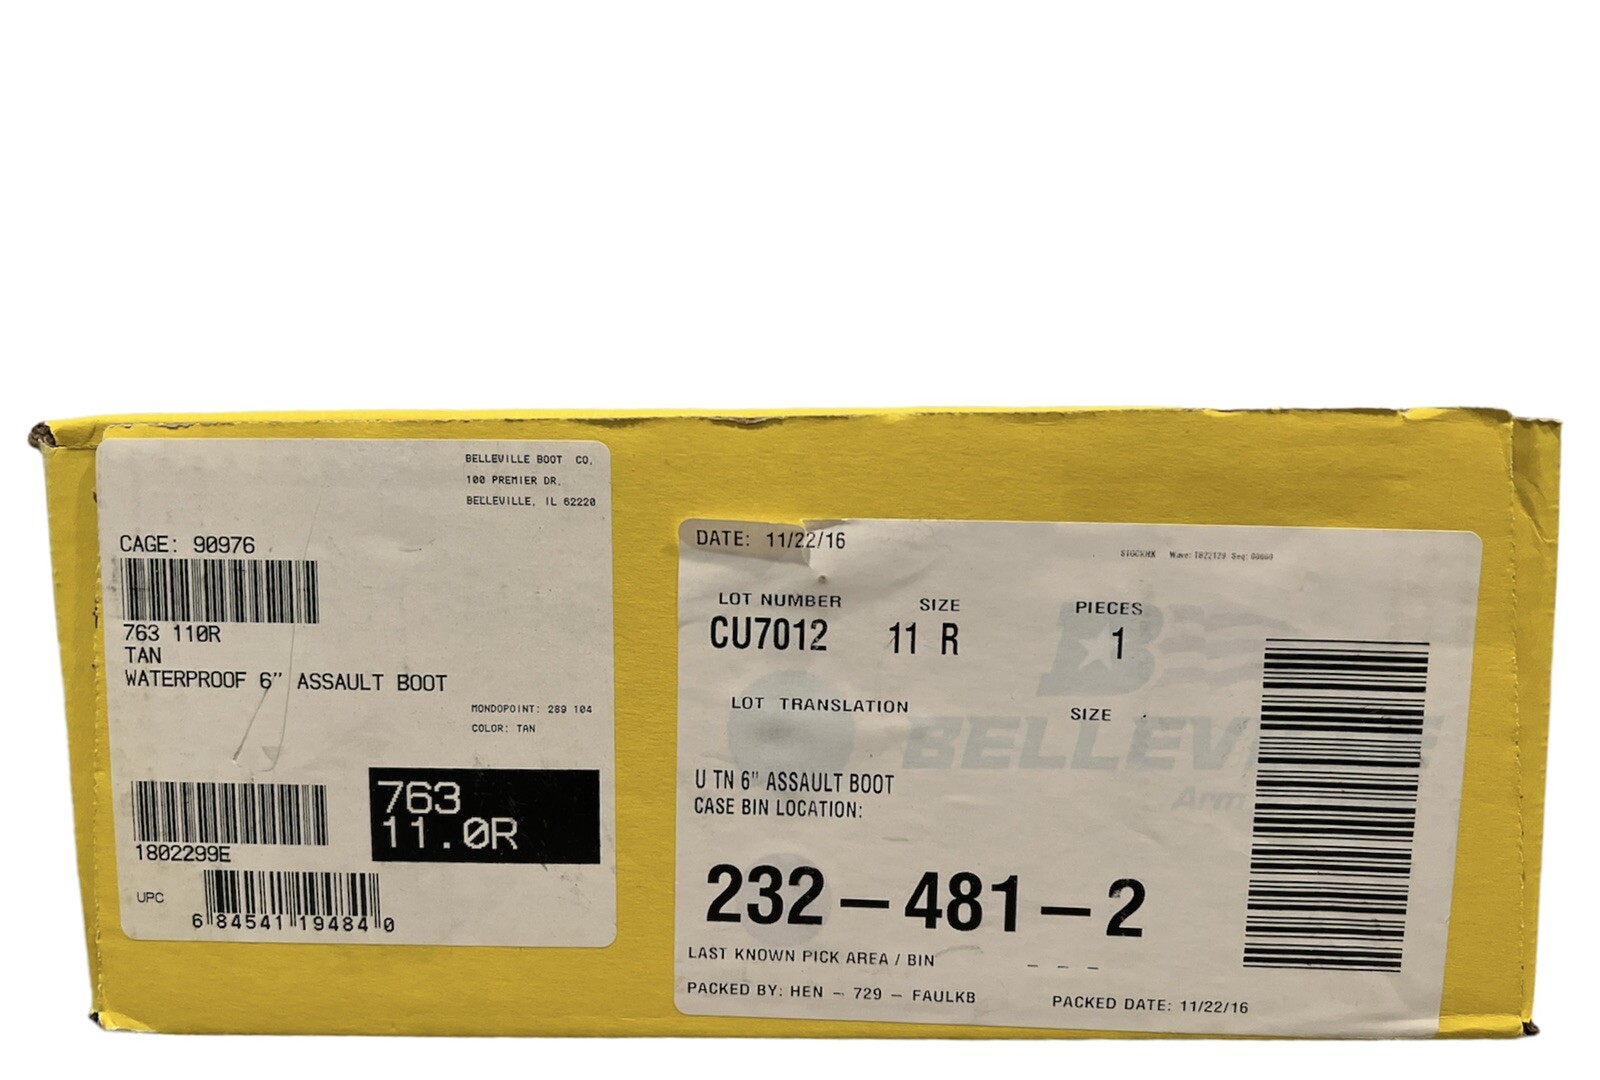 BELLEVILLE BOOT CO.
100 PREMIER DR.
BELLEVILLE, IL 62220
CAGE: 90976
763 110R
TAN
WATERPROOF 6" ASSAULT BOOT
MONDOPOINT: 289 104
COLOR: TAN
763
11.0R
1802299E
UPC
6 84541 19484 0
DATE: 11/22/16
LOT NUMBER SIZE PIECES
CU7012 11 R 1
LOT TRANSLATION SIZE
BELLEVILLE
U TN 6" ASSAULT BOOT
CASE BIN LOCATION:
232-481-2
LAST KNOWN PICK AREA / BIN - - -
PACKED BY: HEN - 729 - FAULKB PACKED DATE: 11/22/16